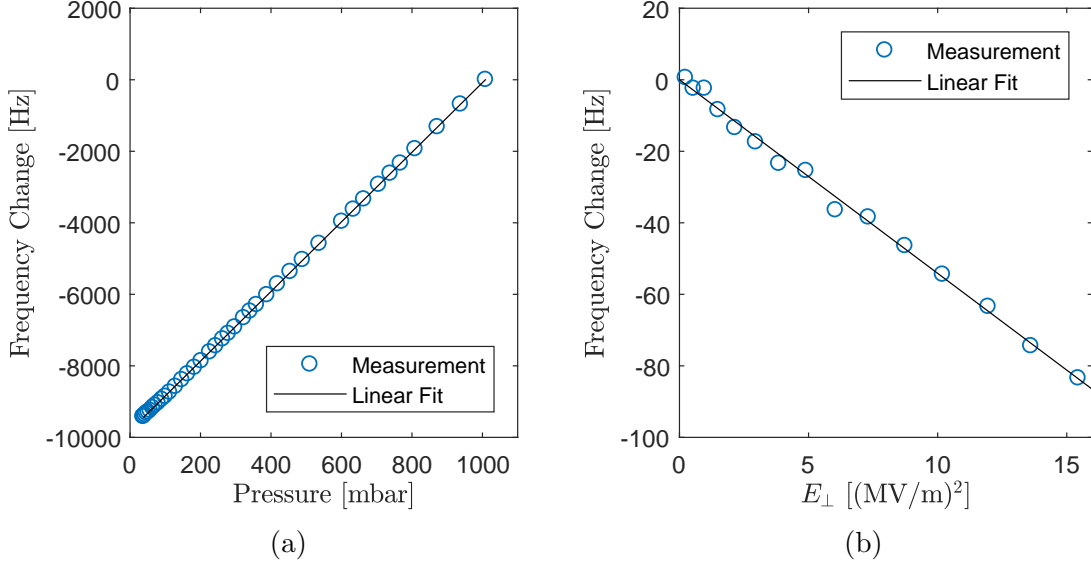 2000
0
-2000
-4000
-6000
-8000
-10000
0 200 400 600 800 1000
Frequency Change [Hz]
Pressure [mbar]
Measurement
Linear Fit
(a)
20
0
-20
-40
-60
-80
-100
0 5 10 15
Frequency Change [Hz]
E⊥ [(MV/m)²]
Measurement
Linear Fit
(b)